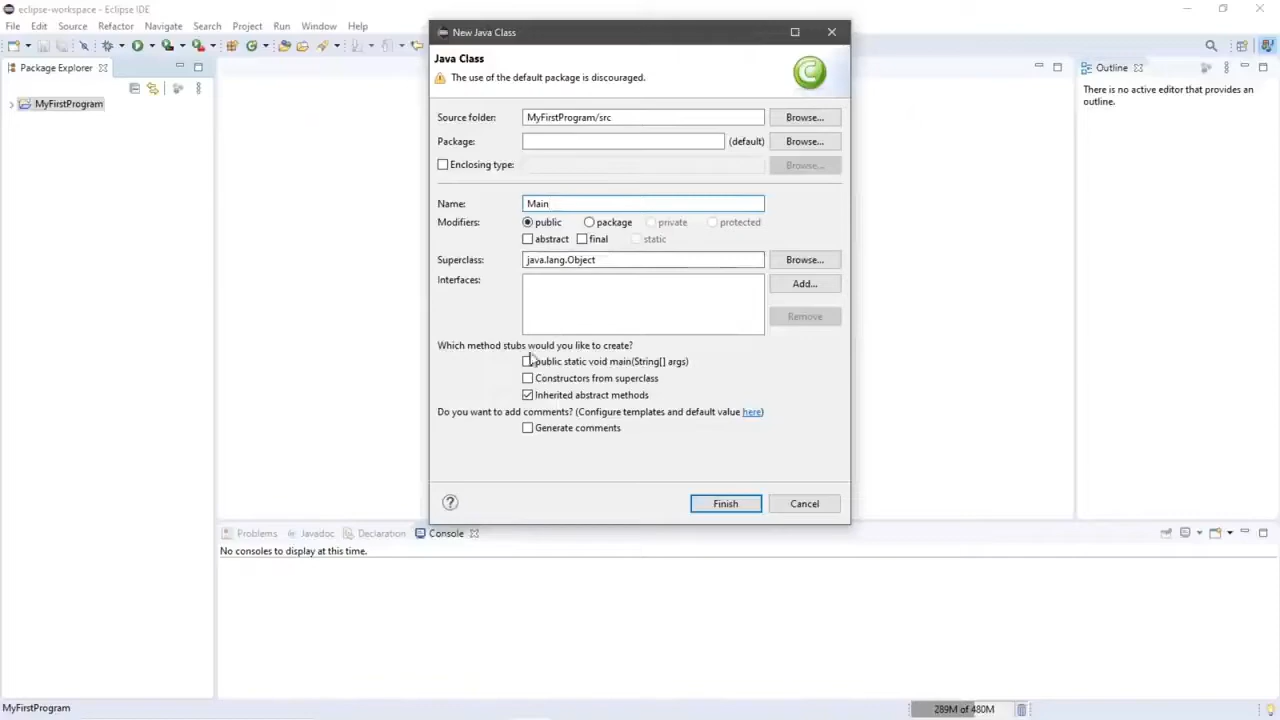 eclipse-workspace - Eclipse IDE
File Edit Source Refactor Navigate Search Project Run Window Help
Package Explorer
MyFirstProgram
New Java Class
Java Class
The use of the default package is discouraged.
Source folder: MyFirstProgram/src Browse...
Package: (default) Browse...
Enclosing type: Browse...
Name: Main
Modifiers: public package private protected
abstract final static
Superclass: java.lang.Object Browse...
Interfaces: Add...
Remove
Which method stubs would you like to create?
public static void main(String[] args)
Constructors from superclass
Inherited abstract methods
Do you want to add comments? (Configure templates and default value here)
Generate comments
Finish Cancel
Outline
There is no active editor that provides an
outline.
Problems Javadoc Declaration Console
No consoles to display at this time.
MyFirstProgram 289M of 480M